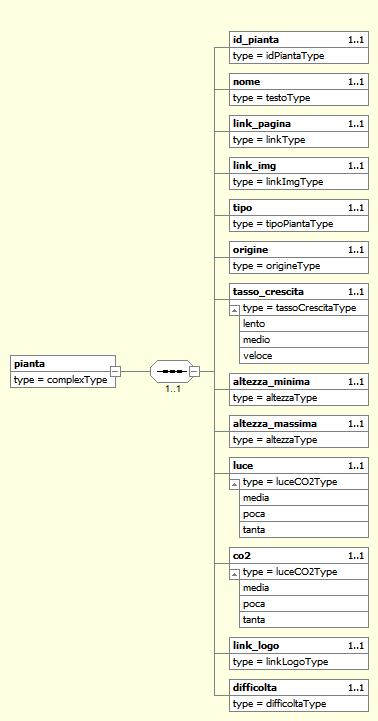 id_pianta 1..1
type = idPiantaType
nome 1..1
type = testoType
link_pagina 1..1
type = linkType
link_img 1..1
type = linkImgType
tipo 1..1
type = tipoPiantaType
origine 1..1
type = origineType
tasso_crescita 1..1
type = tassoCrescitaType
lento
medio
veloce
pianta
type = complexType
1..1
altezza_minima 1..1
type = altezzaType
altezza_massima 1..1
type = altezzaType
luce 1..1
type = luceCO2Type
media
poca
tanta
co2 1..1
type = luceCO2Type
media
poca
tanta
link_logo 1..1
type = linkLogoType
difficolta 1..1
type = difficoltaType